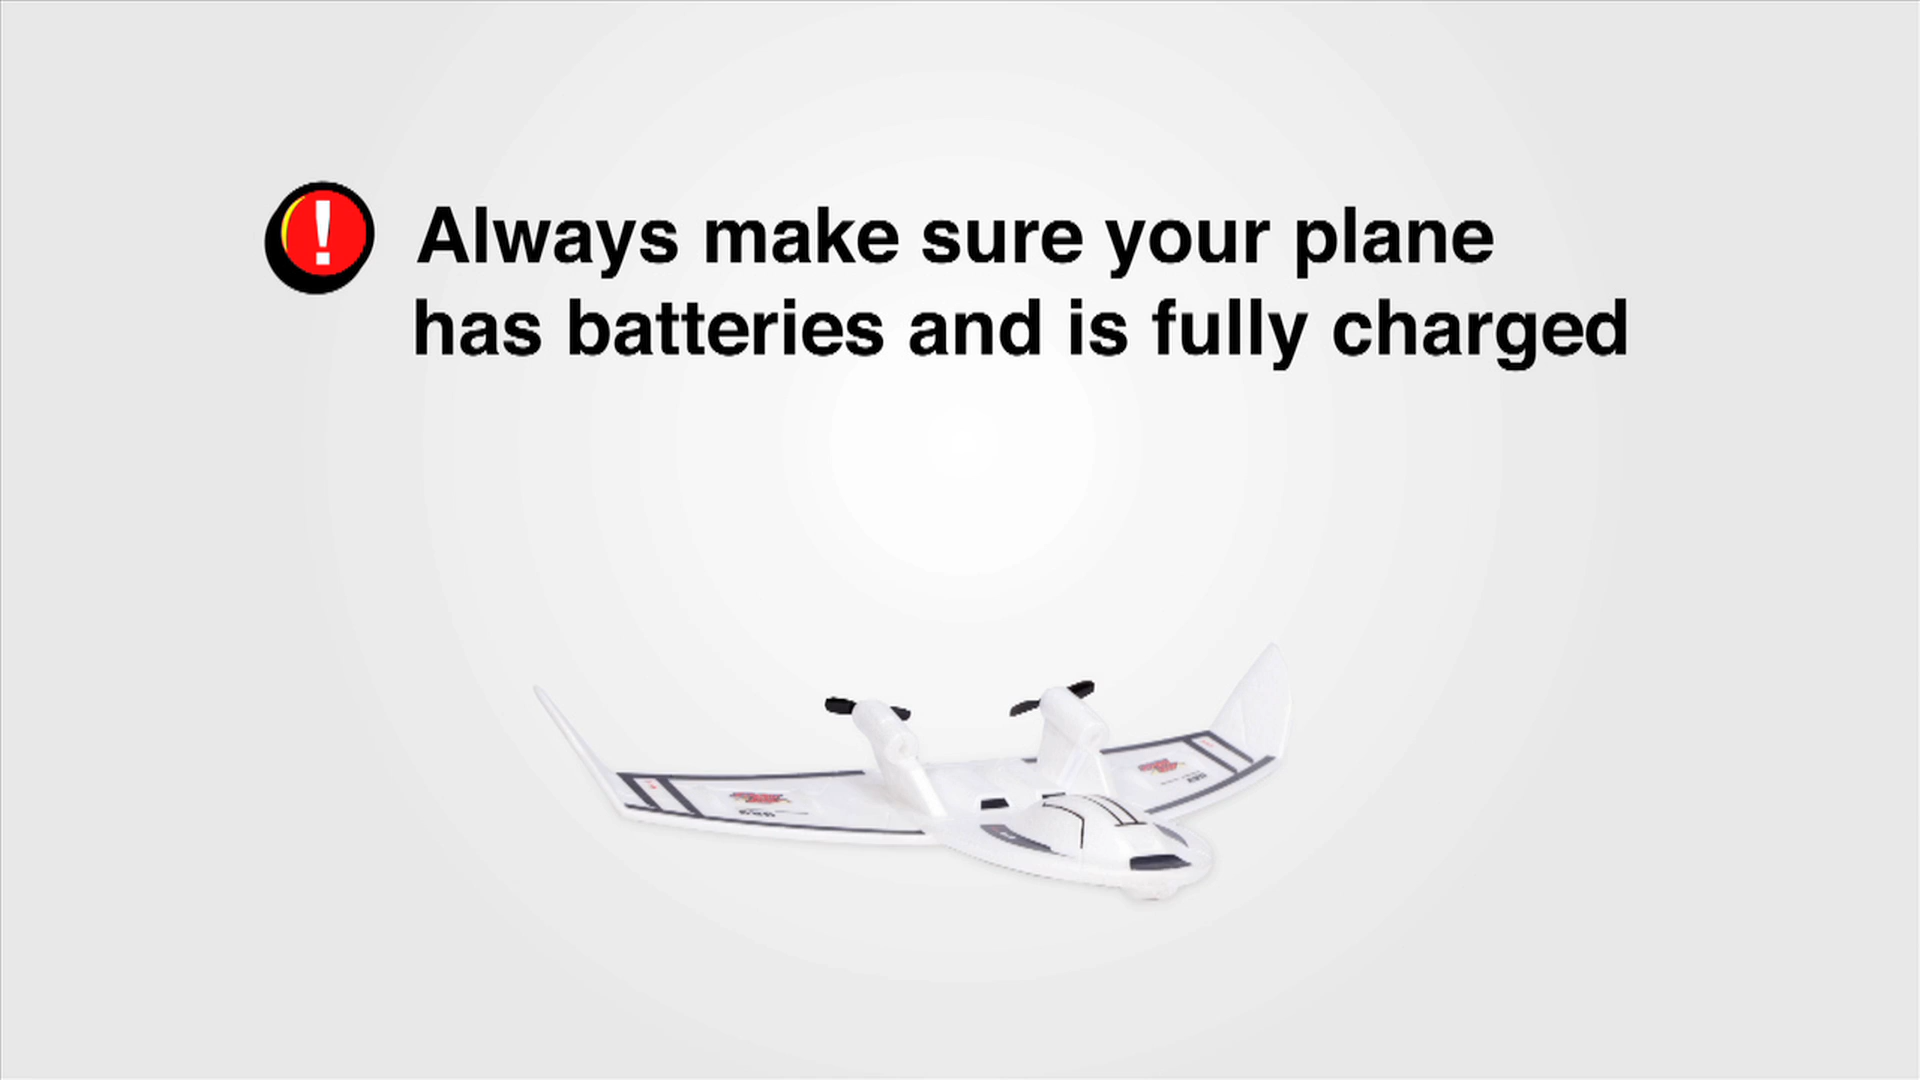 Always make sure your plane
has batteries and is fully charged